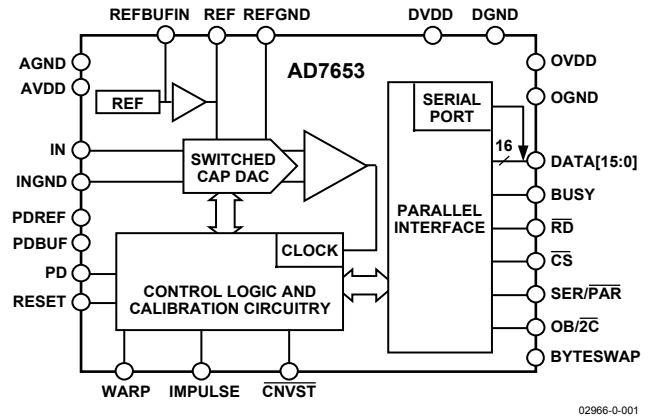 REFBUFIN REF REFGND DVDD DGND
AGND
AVDD
AD7653
OVDD
OGND
REF
SERIAL
PORT
IN
INGND
SWITCHED
CAP DAC
16
DATA[15:0]
BUSY
PDREF
PDBUF
PARALLEL
INTERFACE
RD
CS
PD
RESET
CLOCK
CONTROL LOGIC AND
CALIBRATION CIRCUITRY
SER/PAR
OB/2C
BYTESWAP
WARP IMPULSE CNVST
02966-0-001